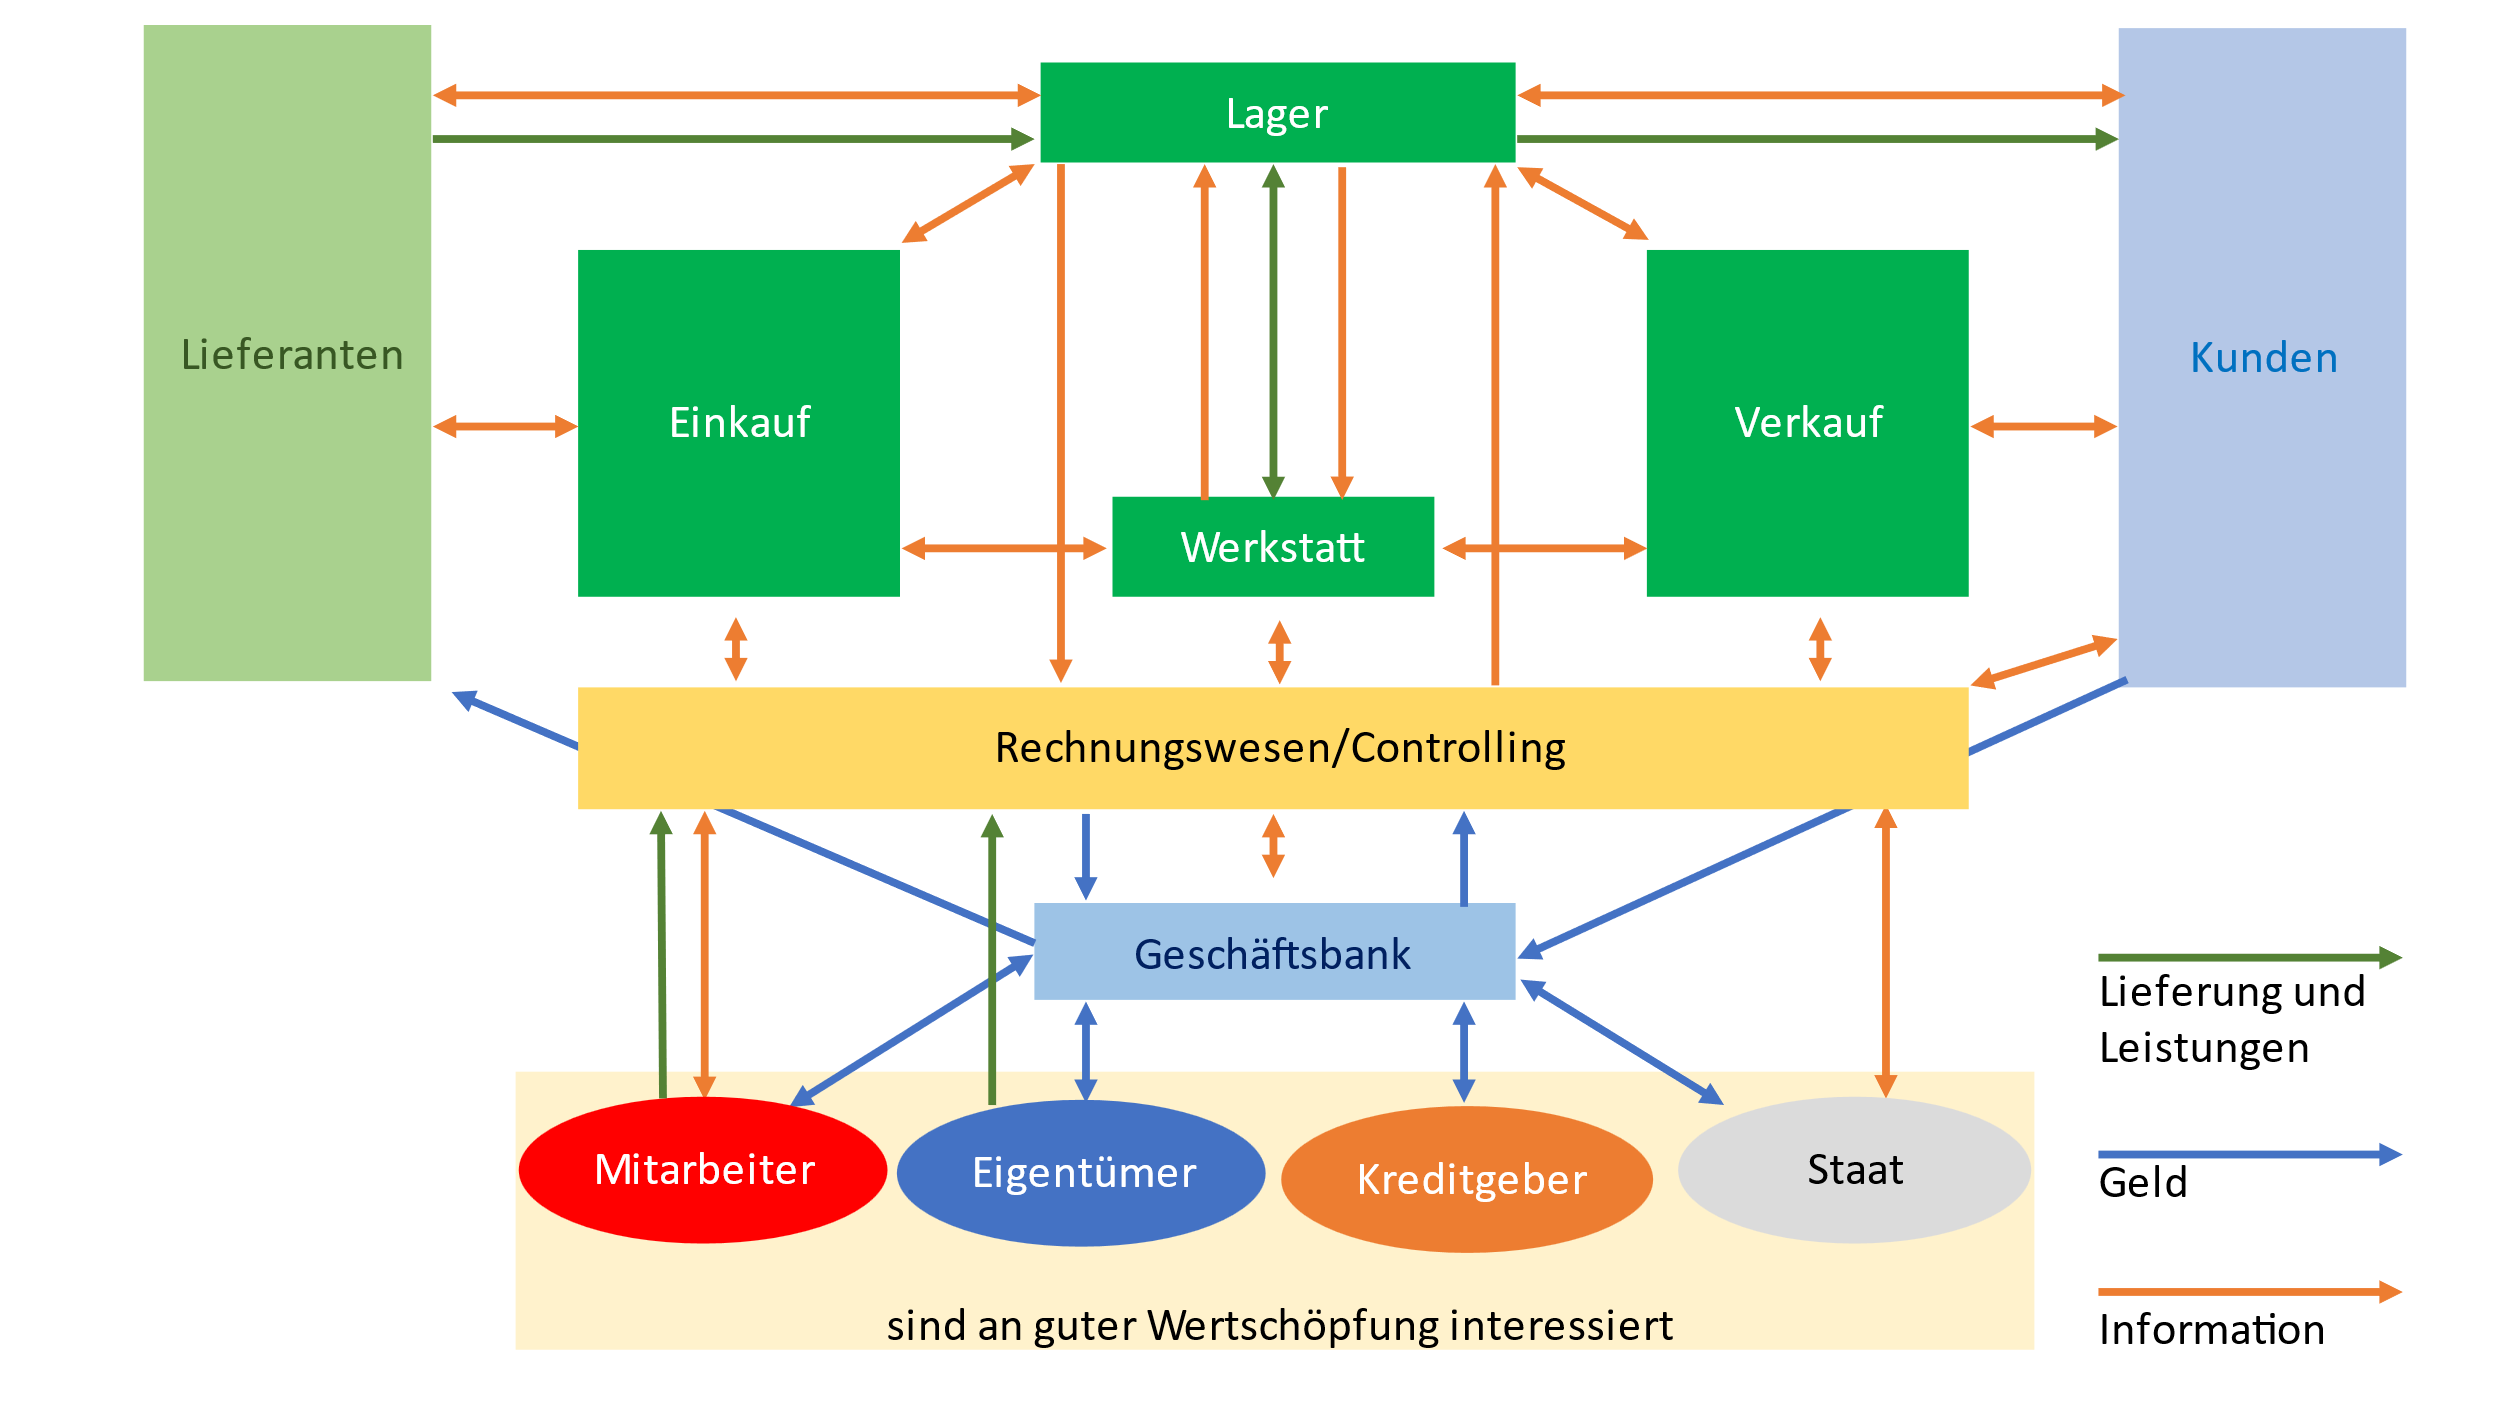 Lager
Lieferanten
Kunden
Einkauf
Verkauf
Werkstatt
Rechnungswesen/Controlling
Geschäftsbank
Lieferung und
Leistungen
Mitarbeiter
Eigentümer
Kreditgeber
Staat
Geld
sind an guter Wertschöpfung interessiert
Information